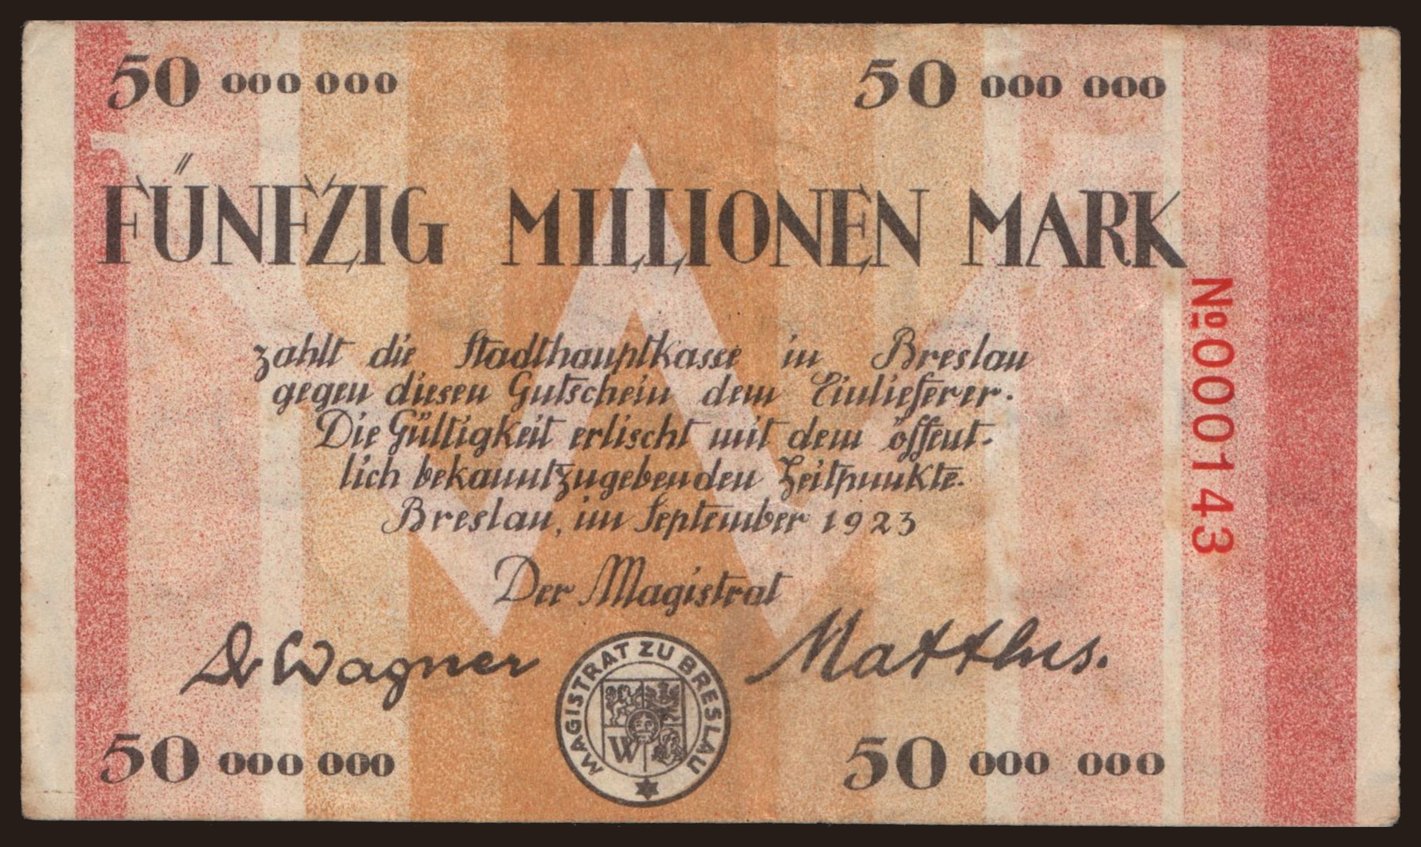 50 000 000 50 000 000
FÜNFZIG MILLIONEN MARK
zahlt die Stadthauptkasse in Breslau
gegen diesen Gutschein dem Einlieferer.
Die Gültigkeit erlischt mit dem öffent-
lich bekanntzugebenden Zeitpunkte.
Breslau, im September 1923
Der Magistrat
Dr Wagner Matthes.
MAGISTRAT ZU BRESLAU
W
50 000 000 50 000 000
№000143